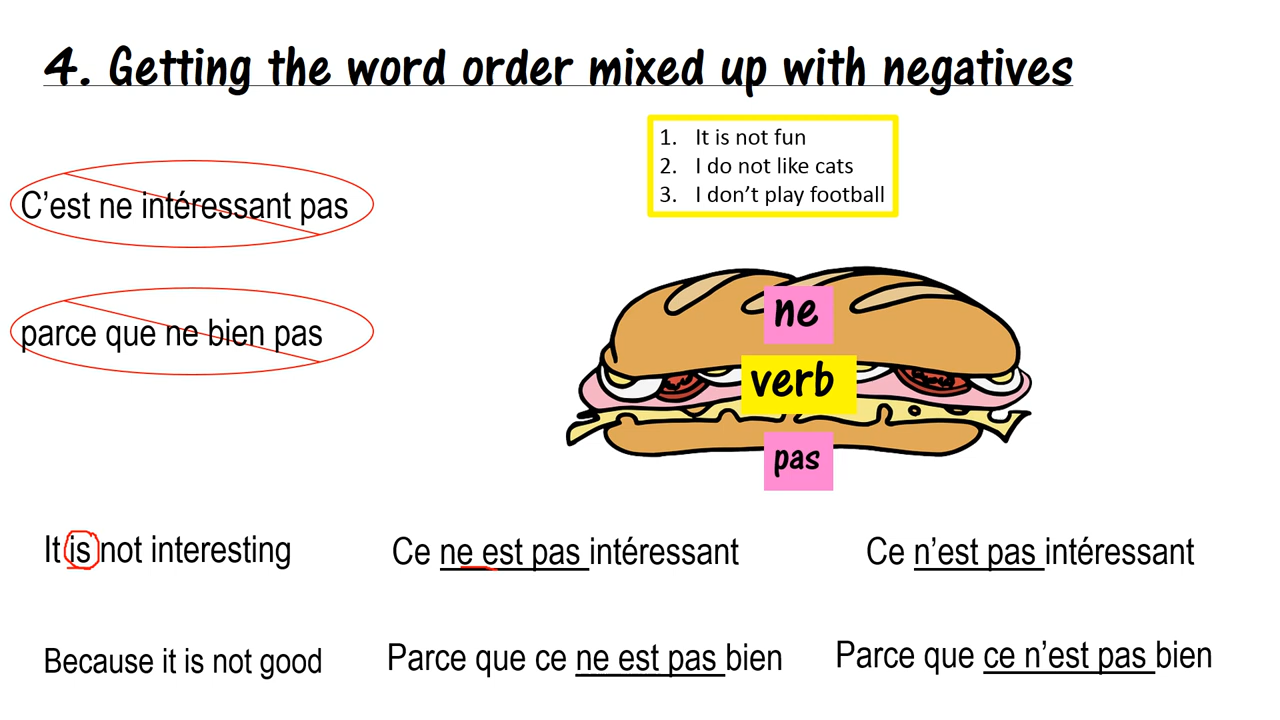 4. Getting the word order mixed up with negatives
1. It is not fun
2. I do not like cats
3. I don't play football
C'est ne intéressant pas
parce que ne bien pas
ne
verb
pas
It is not interesting
Ce ne est pas intéressant
Ce n'est pas intéressant
Because it is not good
Parce que ce ne est pas bien
Parce que ce n'est pas bien